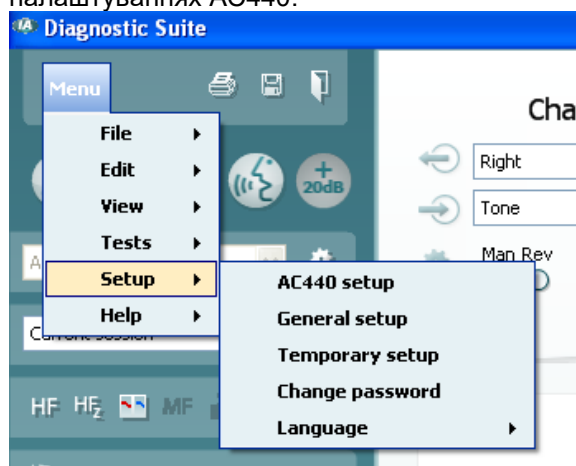 налаштуваннях AC440.
Diagnostic Suite
Menu
File
Edit
View
Tests
Setup
Help
+
20dB
AC440 setup
General setup
Temporary setup
Change password
Language
HF HFz MF
Cha
Right
Tone
Man Rev